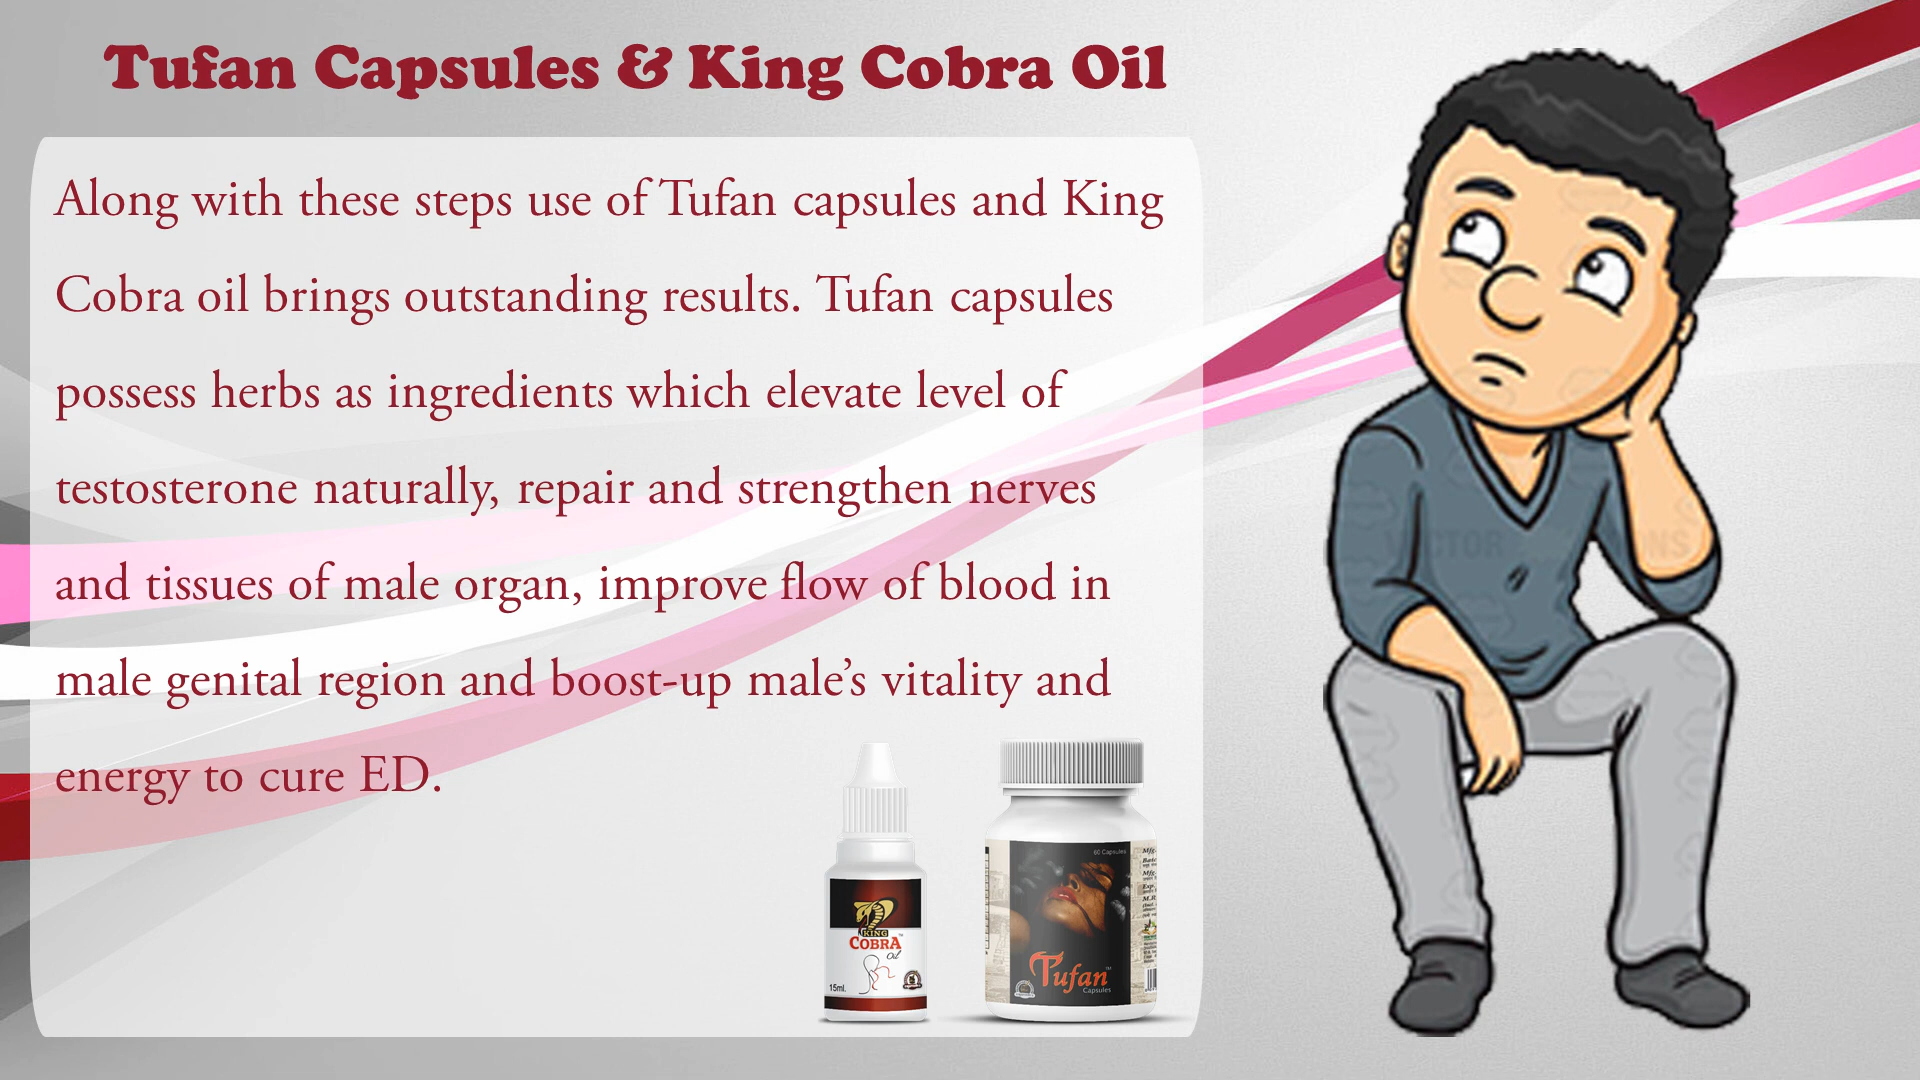 Tufan Capsules & King Cobra Oil
Along with these steps use of Tufan capsules and King
Cobra oil brings outstanding results. Tufan capsules
possess herbs as ingredients which elevate level of
testosterone naturally, repair and strengthen nerves
and tissues of male organ, improve flow of blood in
male genital region and boost-up male’s vitality and
energy to cure ED.
KING
COBRA™
Oil
15ml.
60 Capsules
Tufan™
Capsules